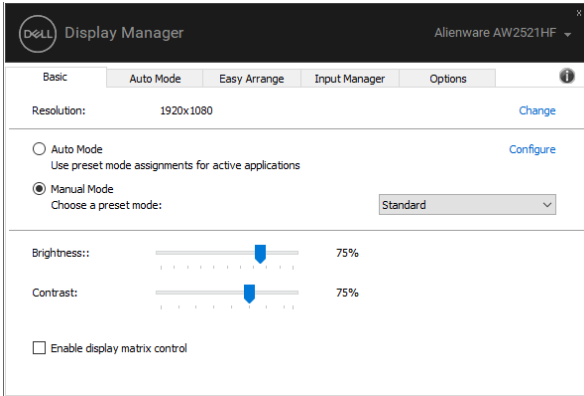 DELL Display Manager Alienware AW2521HF
x
Basic Auto Mode Easy Arrange Input Manager Options i
Resolution: 1920x1080 Change
Auto Mode Configure
Use preset mode assignments for active applications
Manual Mode
Choose a preset mode: Standard
Brightness:: 75%
Contrast: 75%
Enable display matrix control